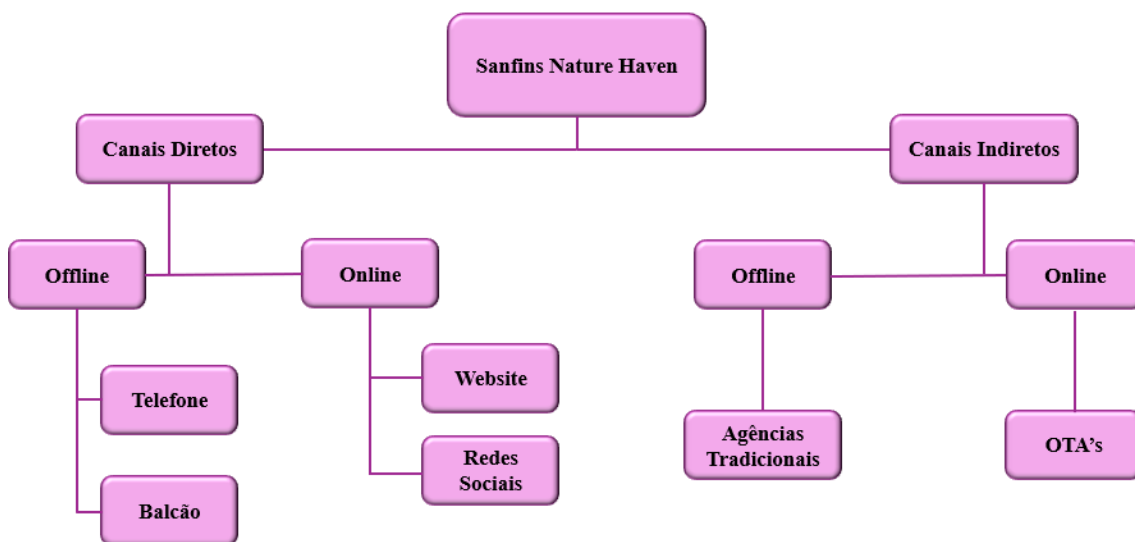 Sanfins Nature Haven
Canais Diretos
Canais Indiretos
Offline
Online
Offline
Online
Website
Telefone
Agências
Tradicionais
OTA’s
Redes
Sociais
Balcão